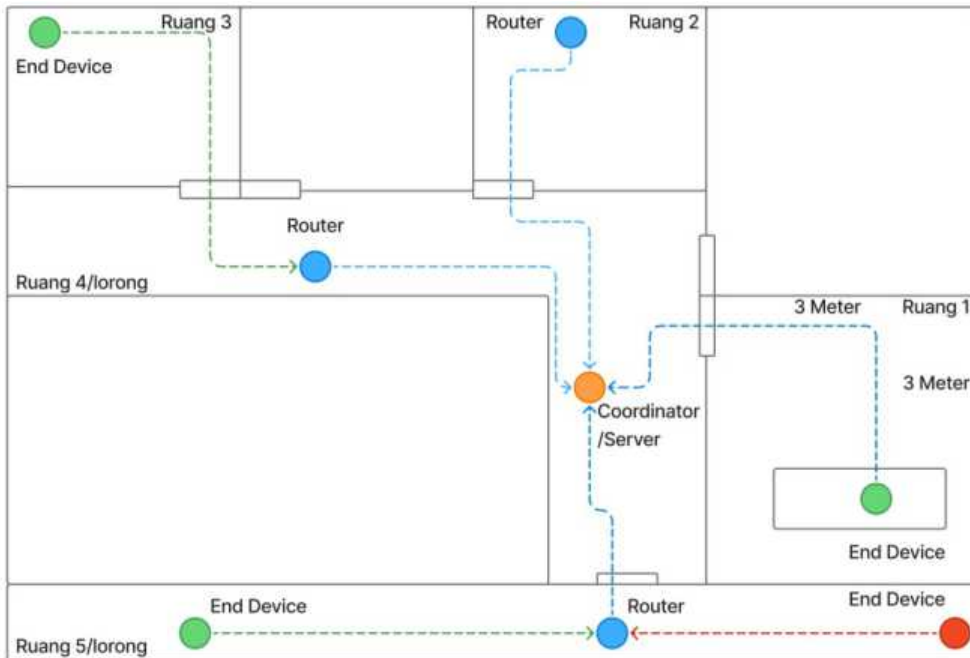 Ruang 3
Router
Ruang 2
End Device
Router
Ruang 4/lorong
3 Meter
Ruang 1
3 Meter
Coordinator
/Server
End Device
End Device
Router
End Device
Ruang 5/lorong